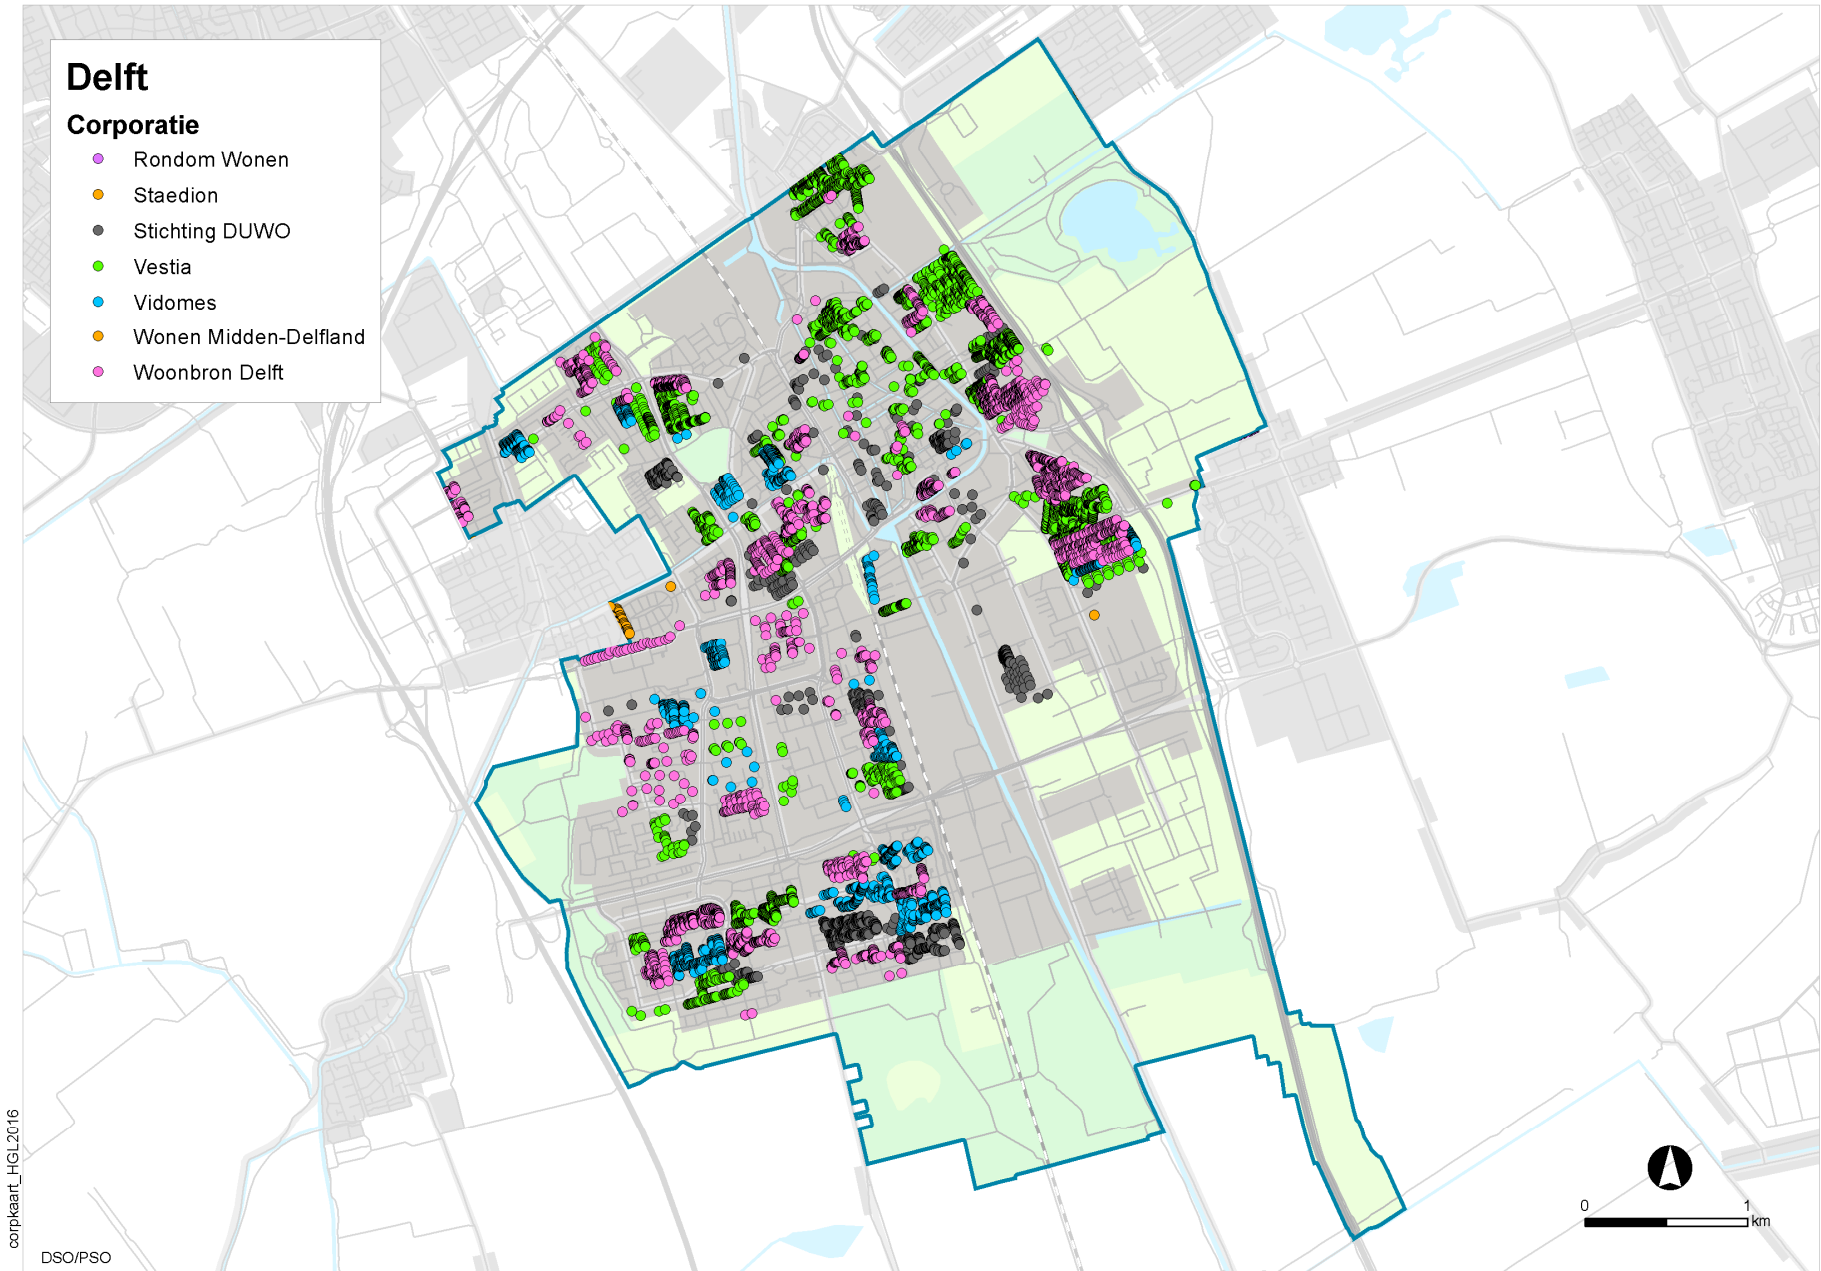 Delft
Corporatie
Rondom Wonen
Staedion
Stichting DUWO
Vestia
Vidomes
Wonen Midden-Delfland
Woonbron Delft
corpkaart_HGL2016
DSO/PSO
0 1
km